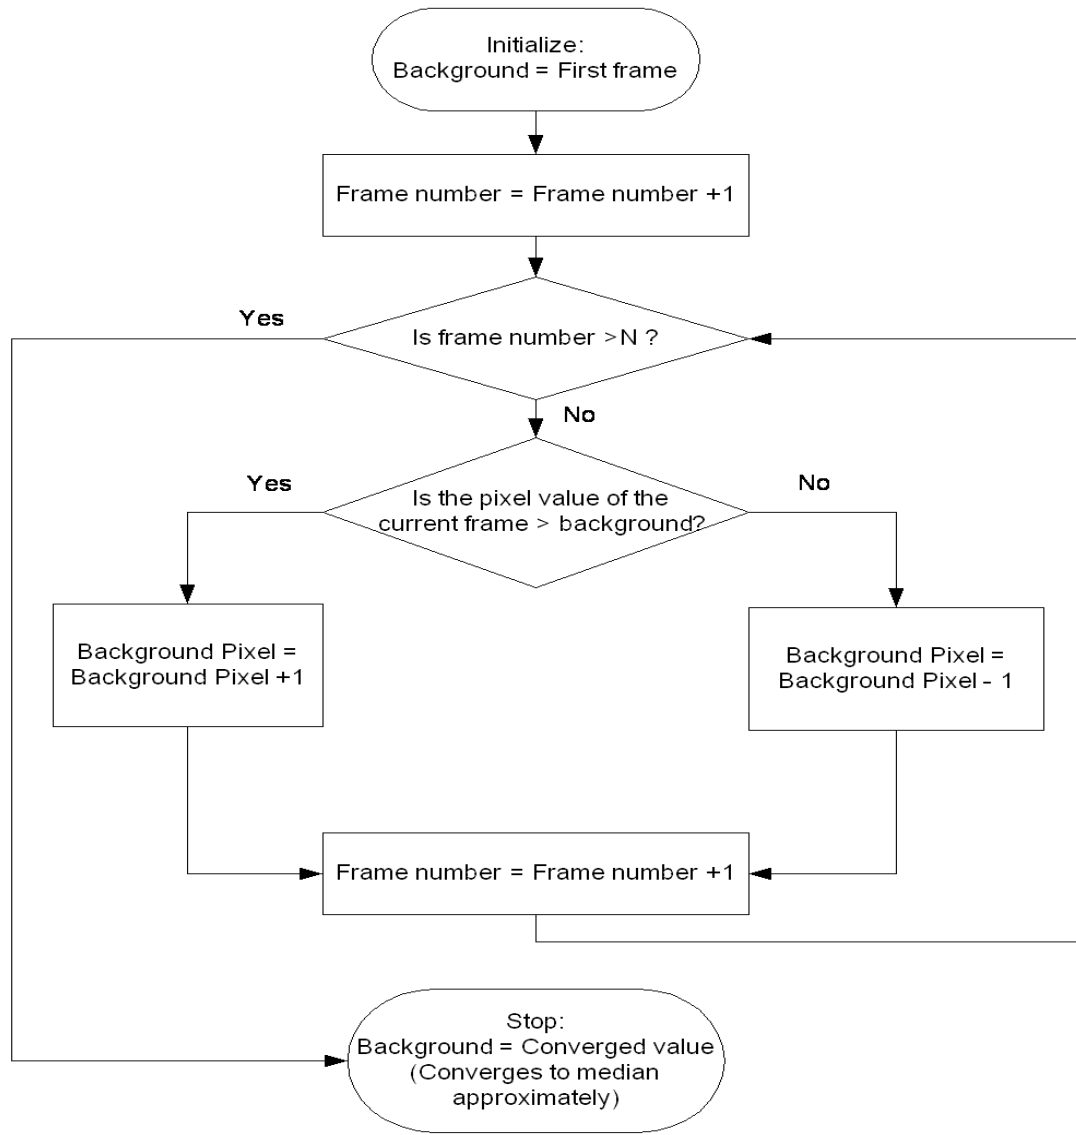 Initialize:
Background = First frame
Frame number = Frame number +1
Yes
Is frame number >N ?
No
Yes
No
Is the pixel value of the
current frame > background?
Background Pixel =
Background Pixel +1
Background Pixel =
Background Pixel - 1
Frame number = Frame number +1
Stop:
Background = Converged value
(Converges to median
approximately)